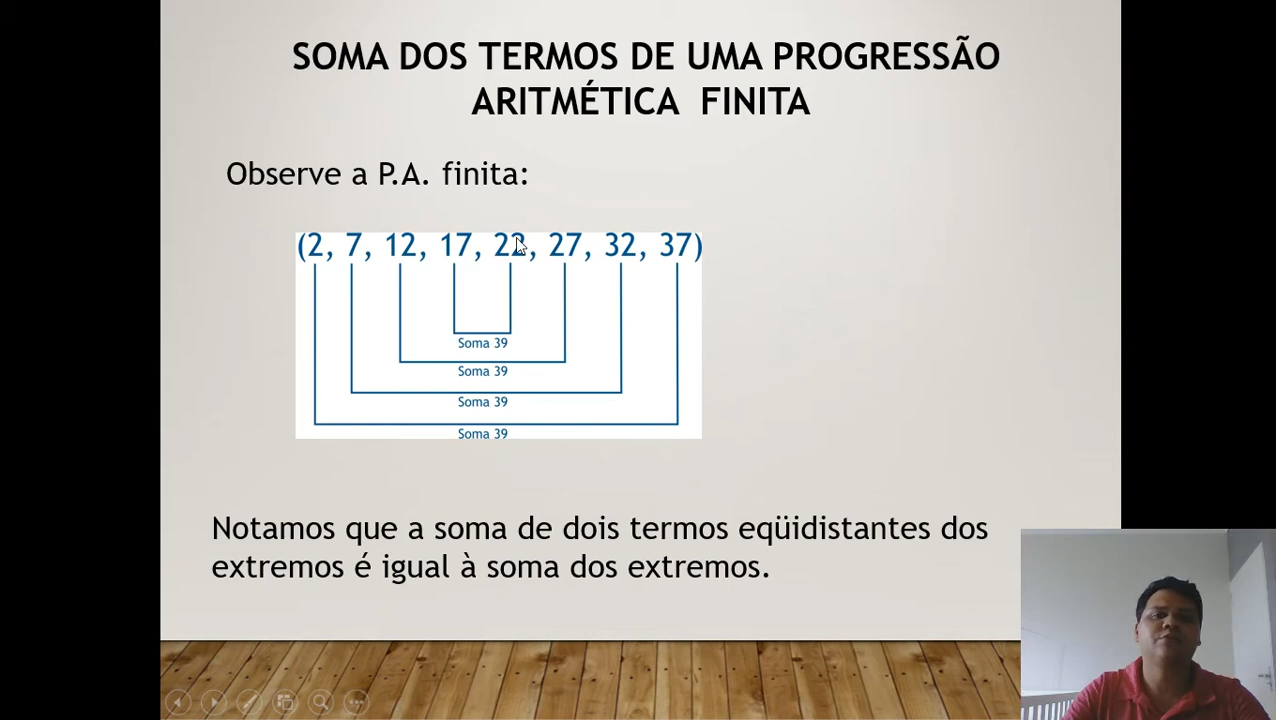 SOMA DOS TERMOS DE UMA PROGRESSÃO
ARITMÉTICA FINITA
Observe a P.A. finita:
(2, 7, 12, 17, 22, 27, 32, 37)
Soma 39
Soma 39
Soma 39
Soma 39
Notamos que a soma de dois termos eqüidistantes dos
extremos é igual à soma dos extremos.